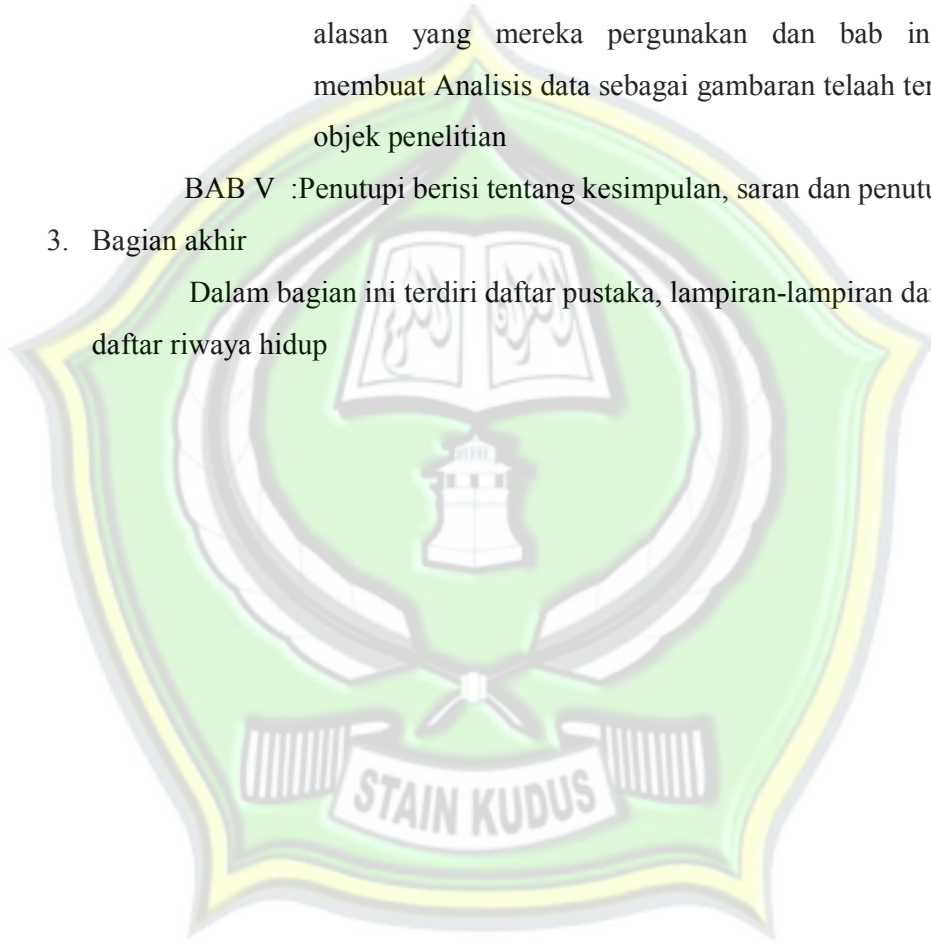 alasan yang mereka pergunakan dan bab in
membuat Analisis data sebagai gambaran telaah ter
objek penelitian
BAB V :Penutupi berisi tentang kesimpulan, saran dan penutu
3. Bagian akhir
Dalam bagian ini terdiri daftar pustaka, lampiran-lampiran da
daftar riwaya hidup
STAIN KUDUS